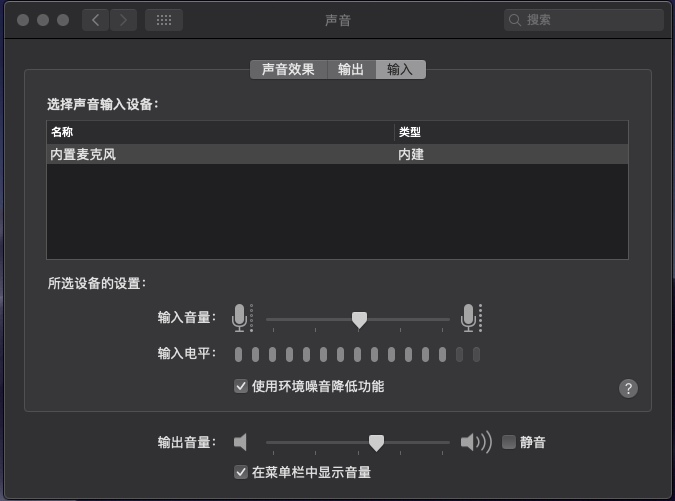 声音
搜索
声音效果 输出 输入
选择声音输入设备：
名称 类型
内置麦克风 内建
所选设备的设置：
输入音量：
输入电平：
使用环境噪音降低功能
?
输出音量： 静音
在菜单栏中显示音量